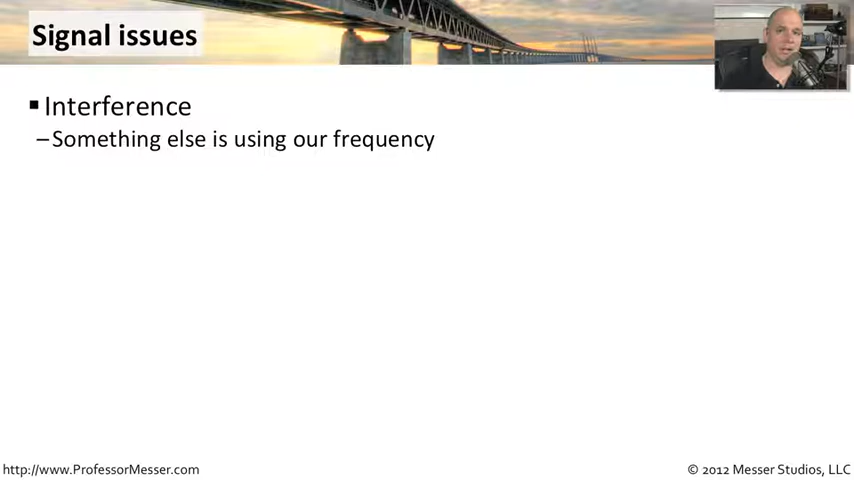 Signal issues
▪ Interference
–Something else is using our frequency
http://www.ProfessorMesser.com
© 2012 Messer Studios, LLC